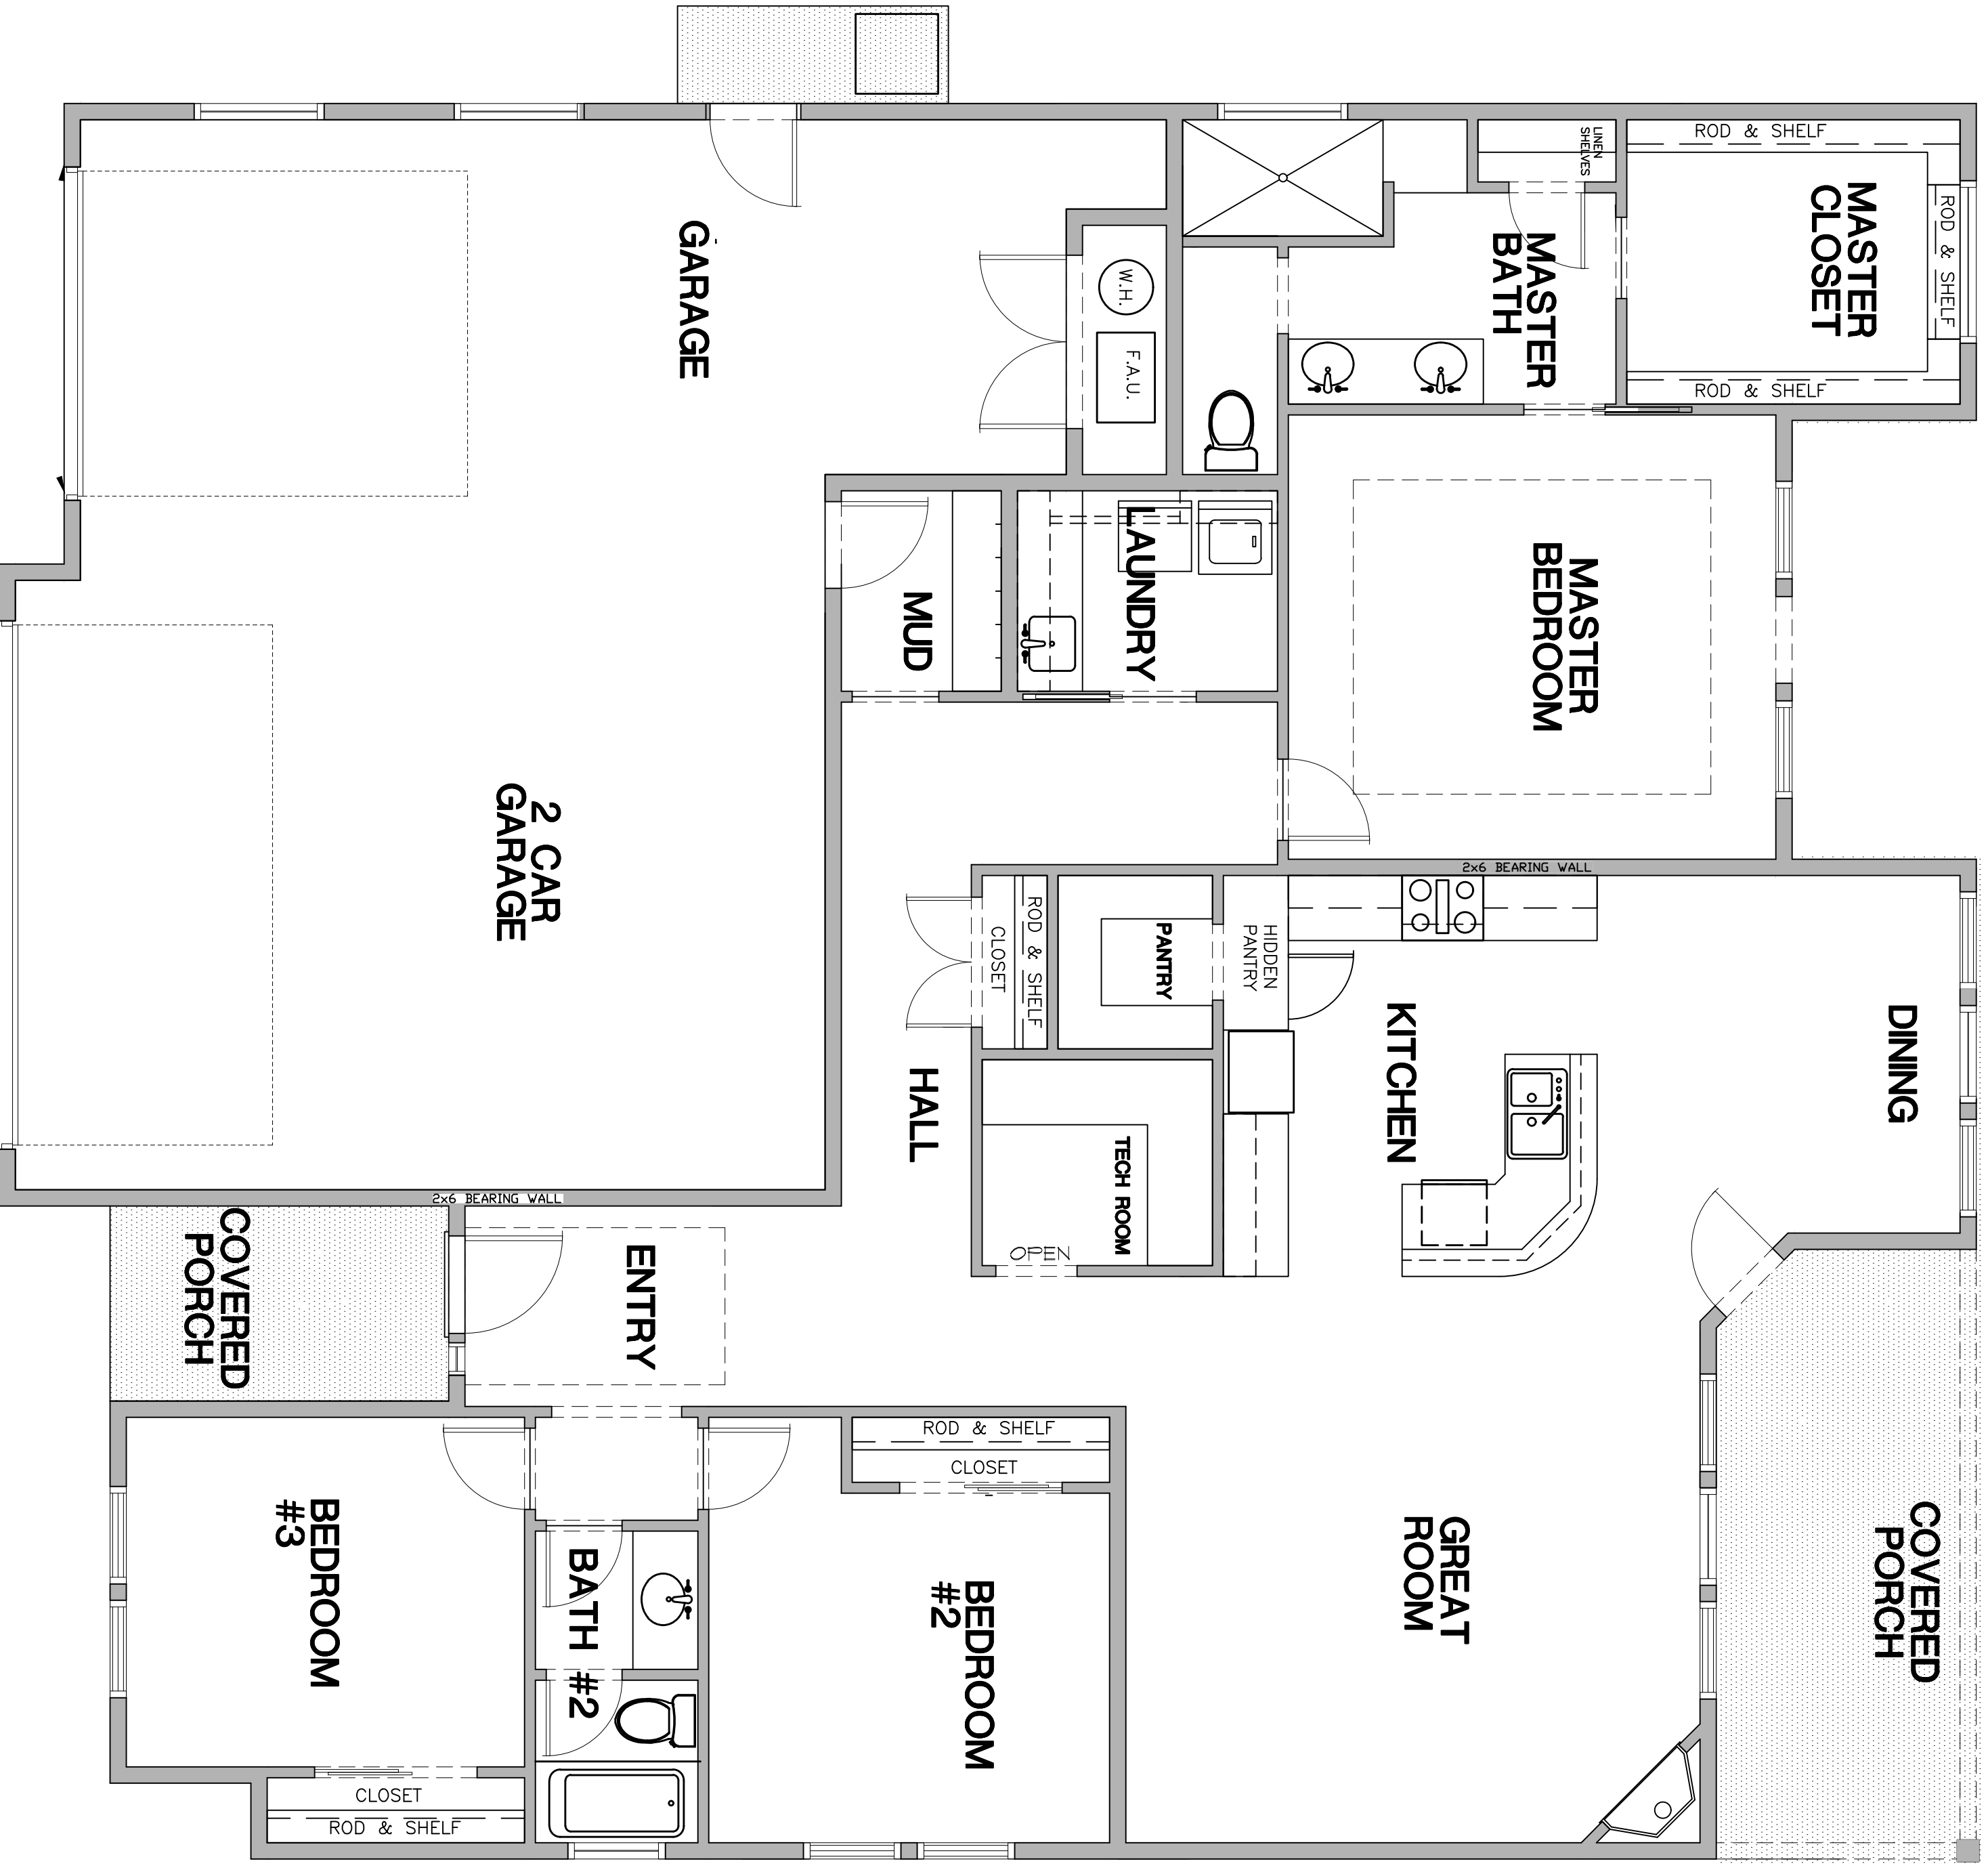 ROD & SHELF
LINEN
SHELVES
MASTER
CLOSET
ROD & SHELF
ROD & SHELF
MASTER
BATH
GARAGE
W.H.
F.A.U.
MASTER
BEDROOM
LAUNDRY
MUD
2 CAR
GARAGE
2x6 BEARING WALL
ROD & SHELF
CLOSET
PANTRY
HIDDEN
PANTRY
KITCHEN
DINING
HALL
TECH ROOM
OPEN
2x6 BEARING WALL
COVERED
PORCH
ENTRY
ROD & SHELF
CLOSET
BEDROOM
#3
BATH #2
BEDROOM
#2
GREAT
ROOM
COVERED
PORCH
CLOSET
ROD & SHELF